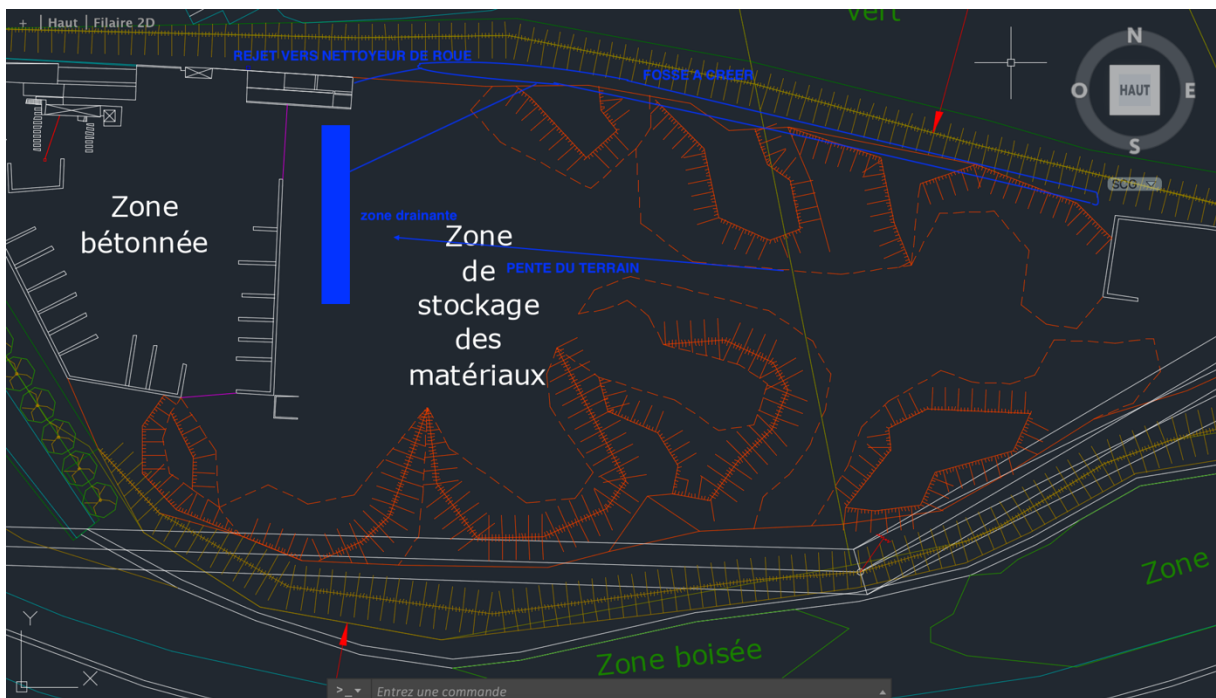 + | Haut | Filaire 2D
Vert
N
REJET VERS NETTOYEUR DE ROUE
FOSSE A CREER
O
HAUT
E
S
SCG
Zone
bétonnée
zone drainante
Zone
de
stockage
des
matériaux
PENTE DU TERRAIN
Zone
Zone boisée
Y
X
>_ Entrez une commande